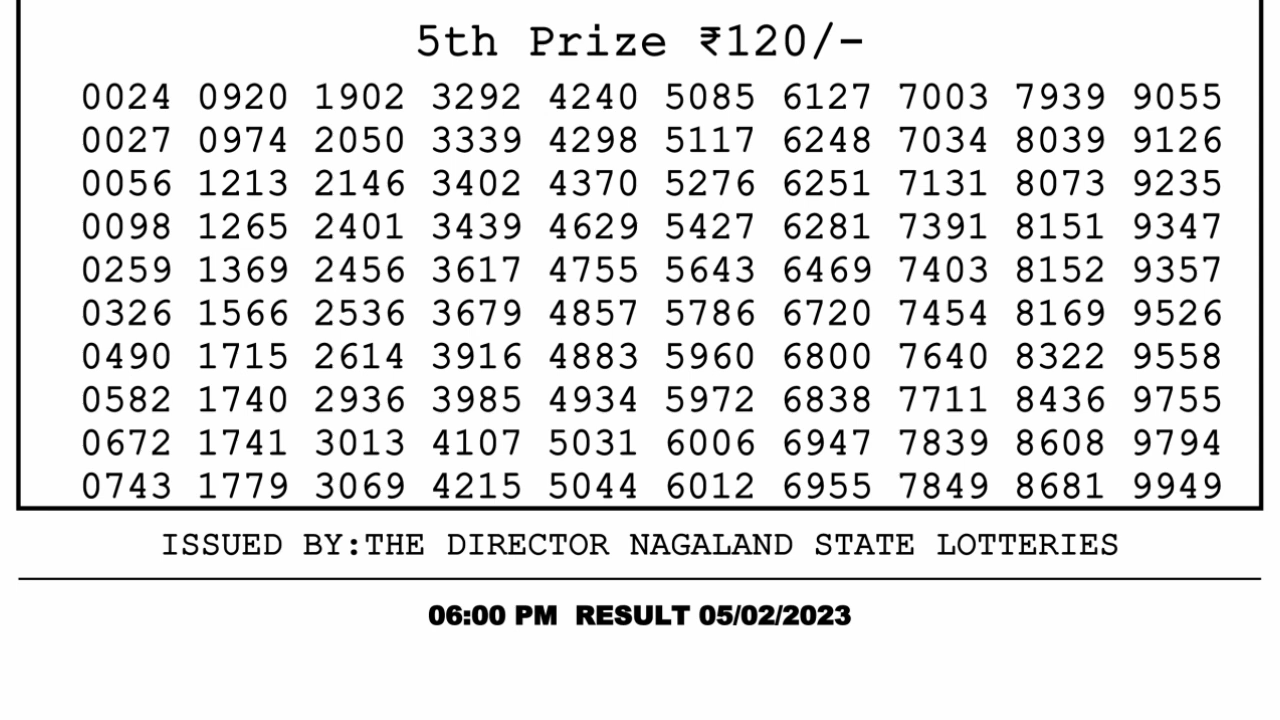 5th Prize ₹120/-
0024 0920 1902 3292 4240 5085 6127 7003 7939 9055
0027 0974 2050 3339 4298 5117 6248 7034 8039 9126
0056 1213 2146 3402 4370 5276 6251 7131 8073 9235
0098 1265 2401 3439 4629 5427 6281 7391 8151 9347
0259 1369 2456 3617 4755 5643 6469 7403 8152 9357
0326 1566 2536 3679 4857 5786 6720 7454 8169 9526
0490 1715 2614 3916 4883 5960 6800 7640 8322 9558
0582 1740 2936 3985 4934 5972 6838 7711 8436 9755
0672 1741 3013 4107 5031 6006 6947 7839 8608 9794
0743 1779 3069 4215 5044 6012 6955 7849 8681 9949
ISSUED BY:THE DIRECTOR NAGALAND STATE LOTTERIES
06:00 PM RESULT 05/02/2023